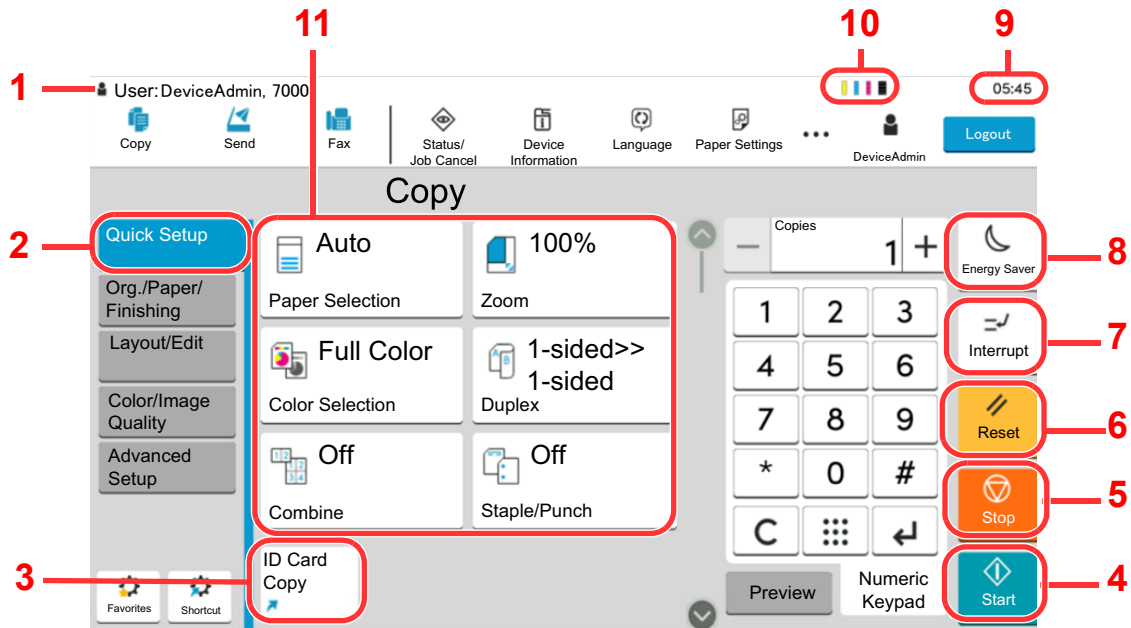 11
10
9
1
User: DeviceAdmin, 7000
05:45
Copy
Send
Fax
Status/
Job Cancel
Device
Information
Language
Paper Settings
...
DeviceAdmin
Logout
Copy
2
Quick Setup
Org./Paper/
Finishing
Layout/Edit
Color/Image
Quality
Advanced
Setup
Auto
Paper Selection
100%
Zoom
Full Color
Color Selection
1-sided>>
1-sided
Duplex
Off
Combine
Off
Staple/Punch
Copies
− 1 +
1 2 3
4 5 6
7 8 9
* 0 #
C
Energy Saver
8
Interrupt
7
Reset
6
Stop
5
3
ID Card
Copy
Favorites
Shortcut
Preview
Numeric
Keypad
Start
4